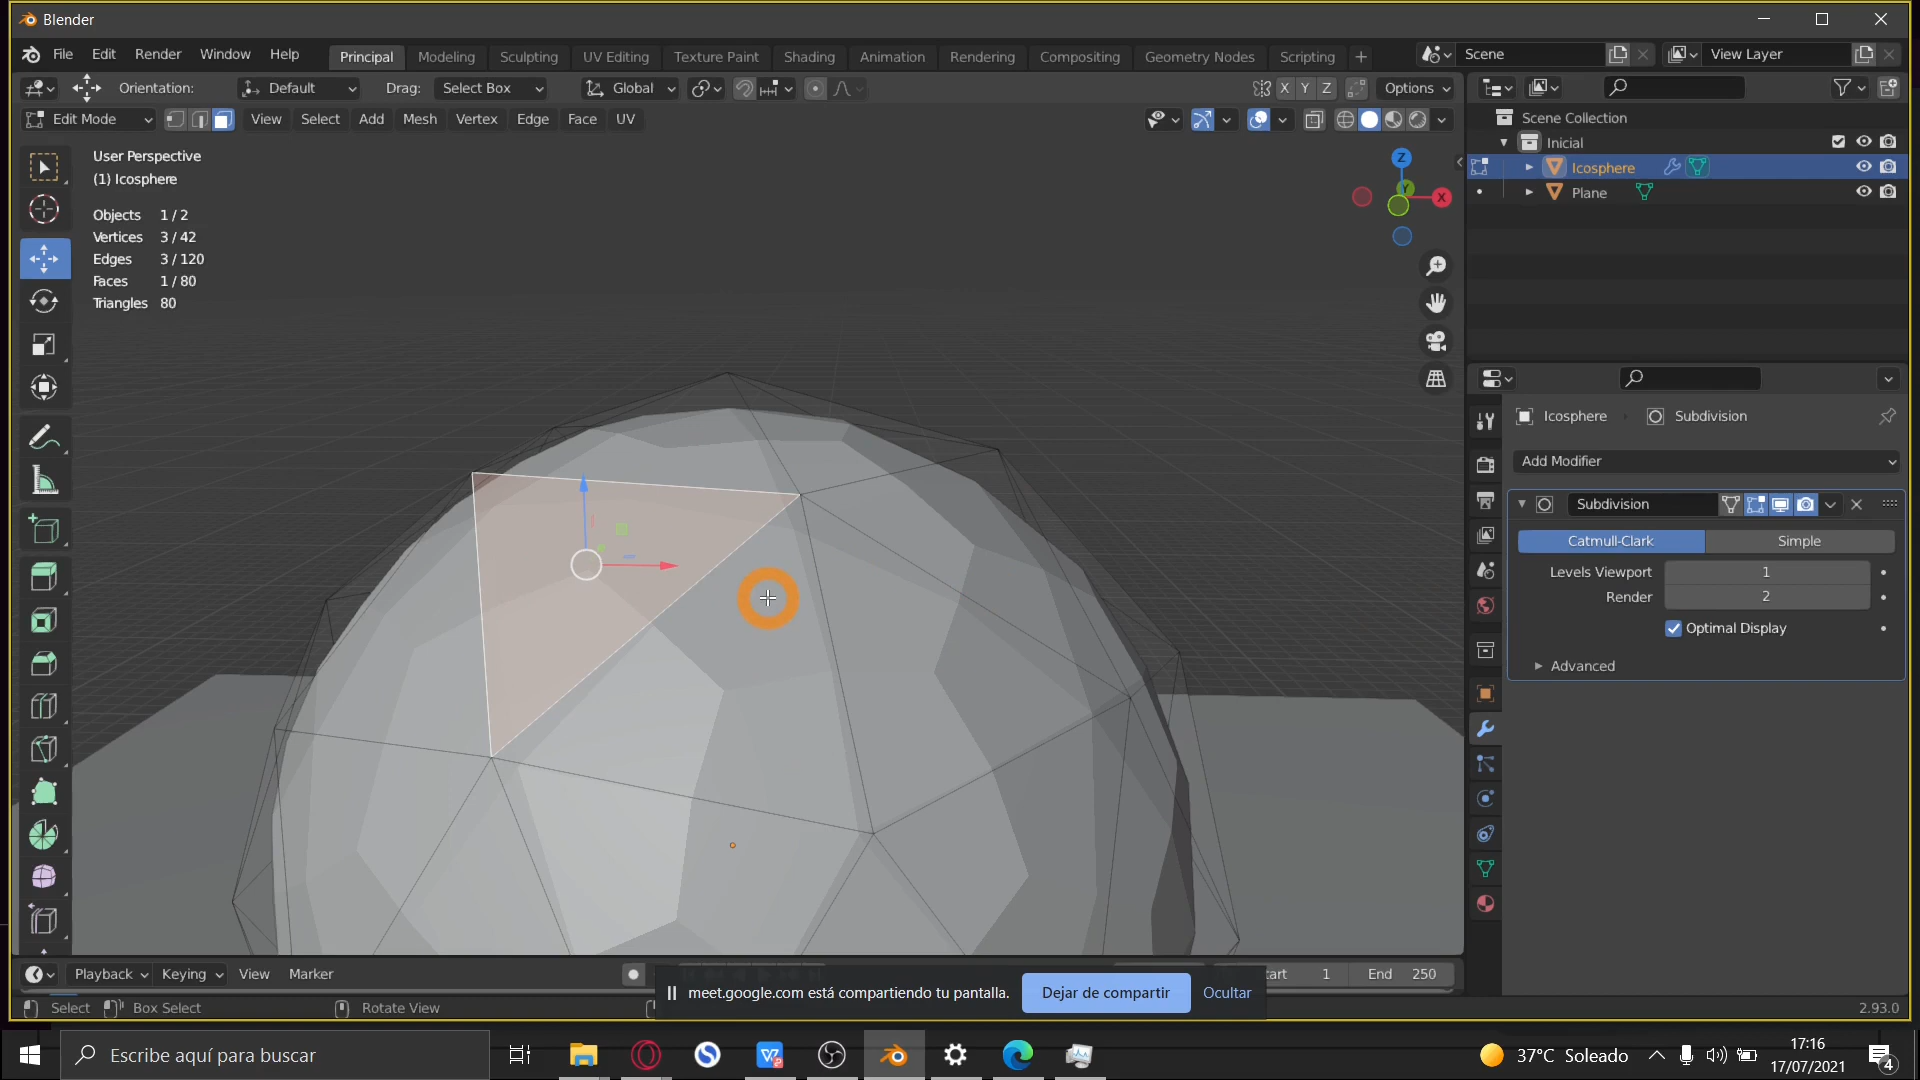 Blender
File Edit Render Window Help Principal Modeling Sculpting UV Editing Texture Paint Shading Animation Rendering Compositing Geometry Nodes Scripting + Scene View Layer
Orientation: Default Drag: Select Box Global X Y Z Options
Edit Mode View Select Add Mesh Vertex Edge Face UV
User Perspective
(1) Icosphere
Objects 1/2
Vertices 3/42
Edges 3/120
Faces 1/80
Triangles 80
Z
Y
X
Scene Collection
Inicial
Icosphere
Plane
Icosphere Subdivision
Add Modifier
Subdivision
Catmull-Clark Simple
Levels Viewport 1
Render 2
Optimal Display
Advanced
Playback Keying View Marker
1 End 250
meet.google.com está compartiendo tu pantalla. Dejar de compartir Ocultar
Select Box Select Rotate View 2.93.0
Escribe aquí para buscar
37°C Soleado
17:16
17/07/2021
4